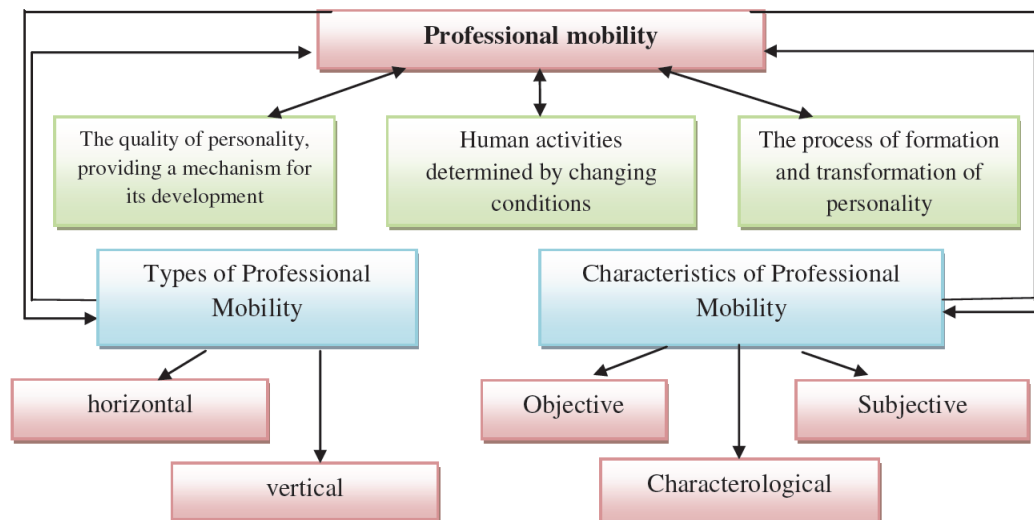 Professional mobility
The quality of personality,
providing a mechanism for
its development
Human activities
determined by changing
conditions
The process of formation
and transformation of
personality
Types of Professional
Mobility
Characteristics of Professional
Mobility
horizontal
Objective
Subjective
vertical
Characterological